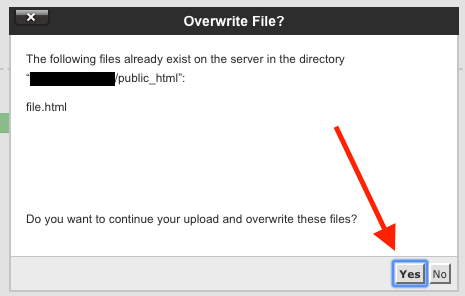 Overwrite File?
The following files already exist on the server in the directory
“/public_html”:
file.html
Do you want to continue your upload and overwrite these files?
Yes No